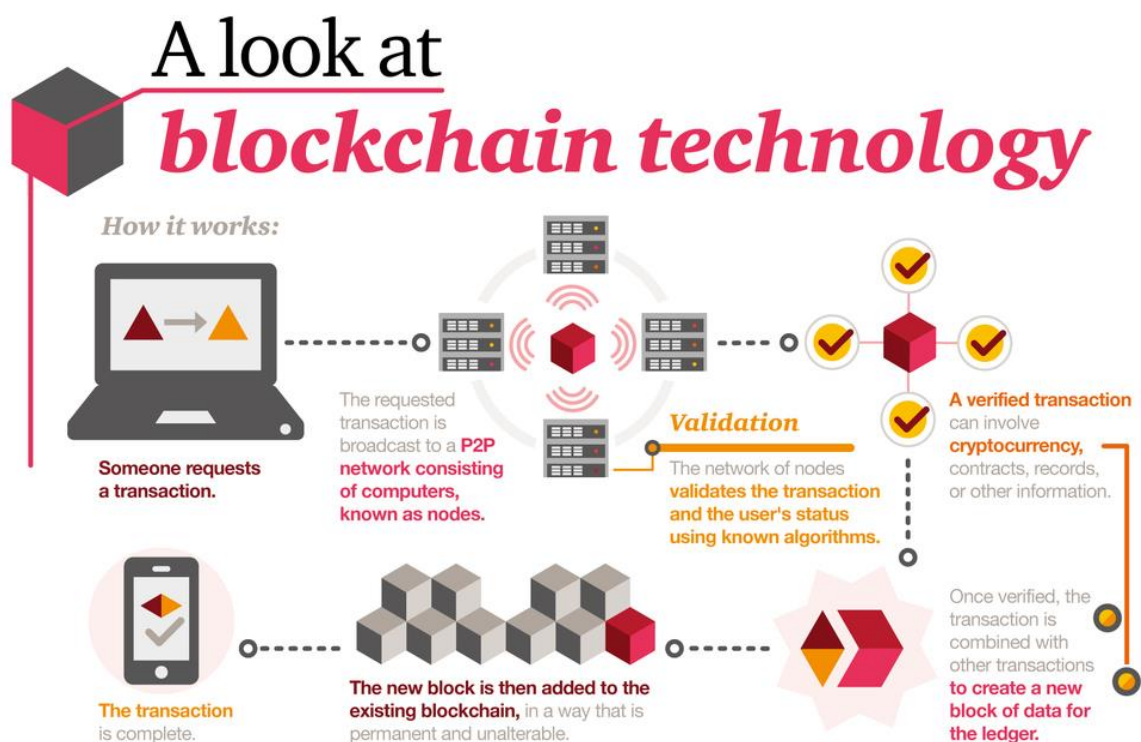 A look at
blockchain technology
How it works:
Someone requests
a transaction.
The requested
transaction is
broadcast to a P2P
network consisting
of computers,
known as nodes.
Validation
The network of nodes
validates the transaction
and the user's status
using known algorithms.
A verified transaction
can involve
cryptocurrency,
contracts, records,
or other information.
Once verified, the
transaction is
combined with
other transactions
to create a new
block of data for
the ledger.
The new block is then added to the
existing blockchain, in a way that is
permanent and unalterable.
The transaction
is complete.